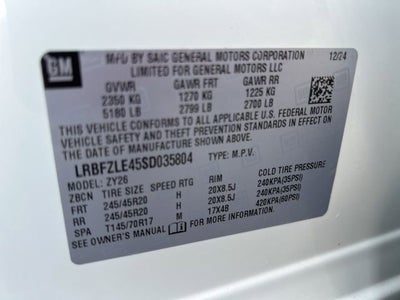 GM
MFD BY SAIC GENERAL MOTORS CORPORATION 12/24
LIMITED FOR GENERAL MOTORS LLC
GVWR GAWR FRT GAWR RR
2350 KG 1270 KG 1225 KG
5180 LB 2799 LB 2700 LB
THIS VEHICLE CONFORMS TO ALL APPLICABLE U.S. FEDERAL MOTOR
VEHICLE SAFETY AND THEFT PREVENTION STANDARDS IN EFFECT ON THE
DATE OF MANUFACTURE SHOWN ABOVE.
LRBFZLE45SD035804 TYPE: M.P.V.
MODEL: ZY26
ZBCN TIRE SIZE SPEED RTG RIM COLD TIRE PRESSURE
FRT 245/45R20 H 20X8.5J 240KPA(35PSI)
RR 245/45R20 H 20X8.5J 240KPA(35PSI)
SPA T145/70R17 M 17X4B 420KPA(60PSI)
SEE OWNER'S MANUAL FOR ADDITIONAL INFORMATION.